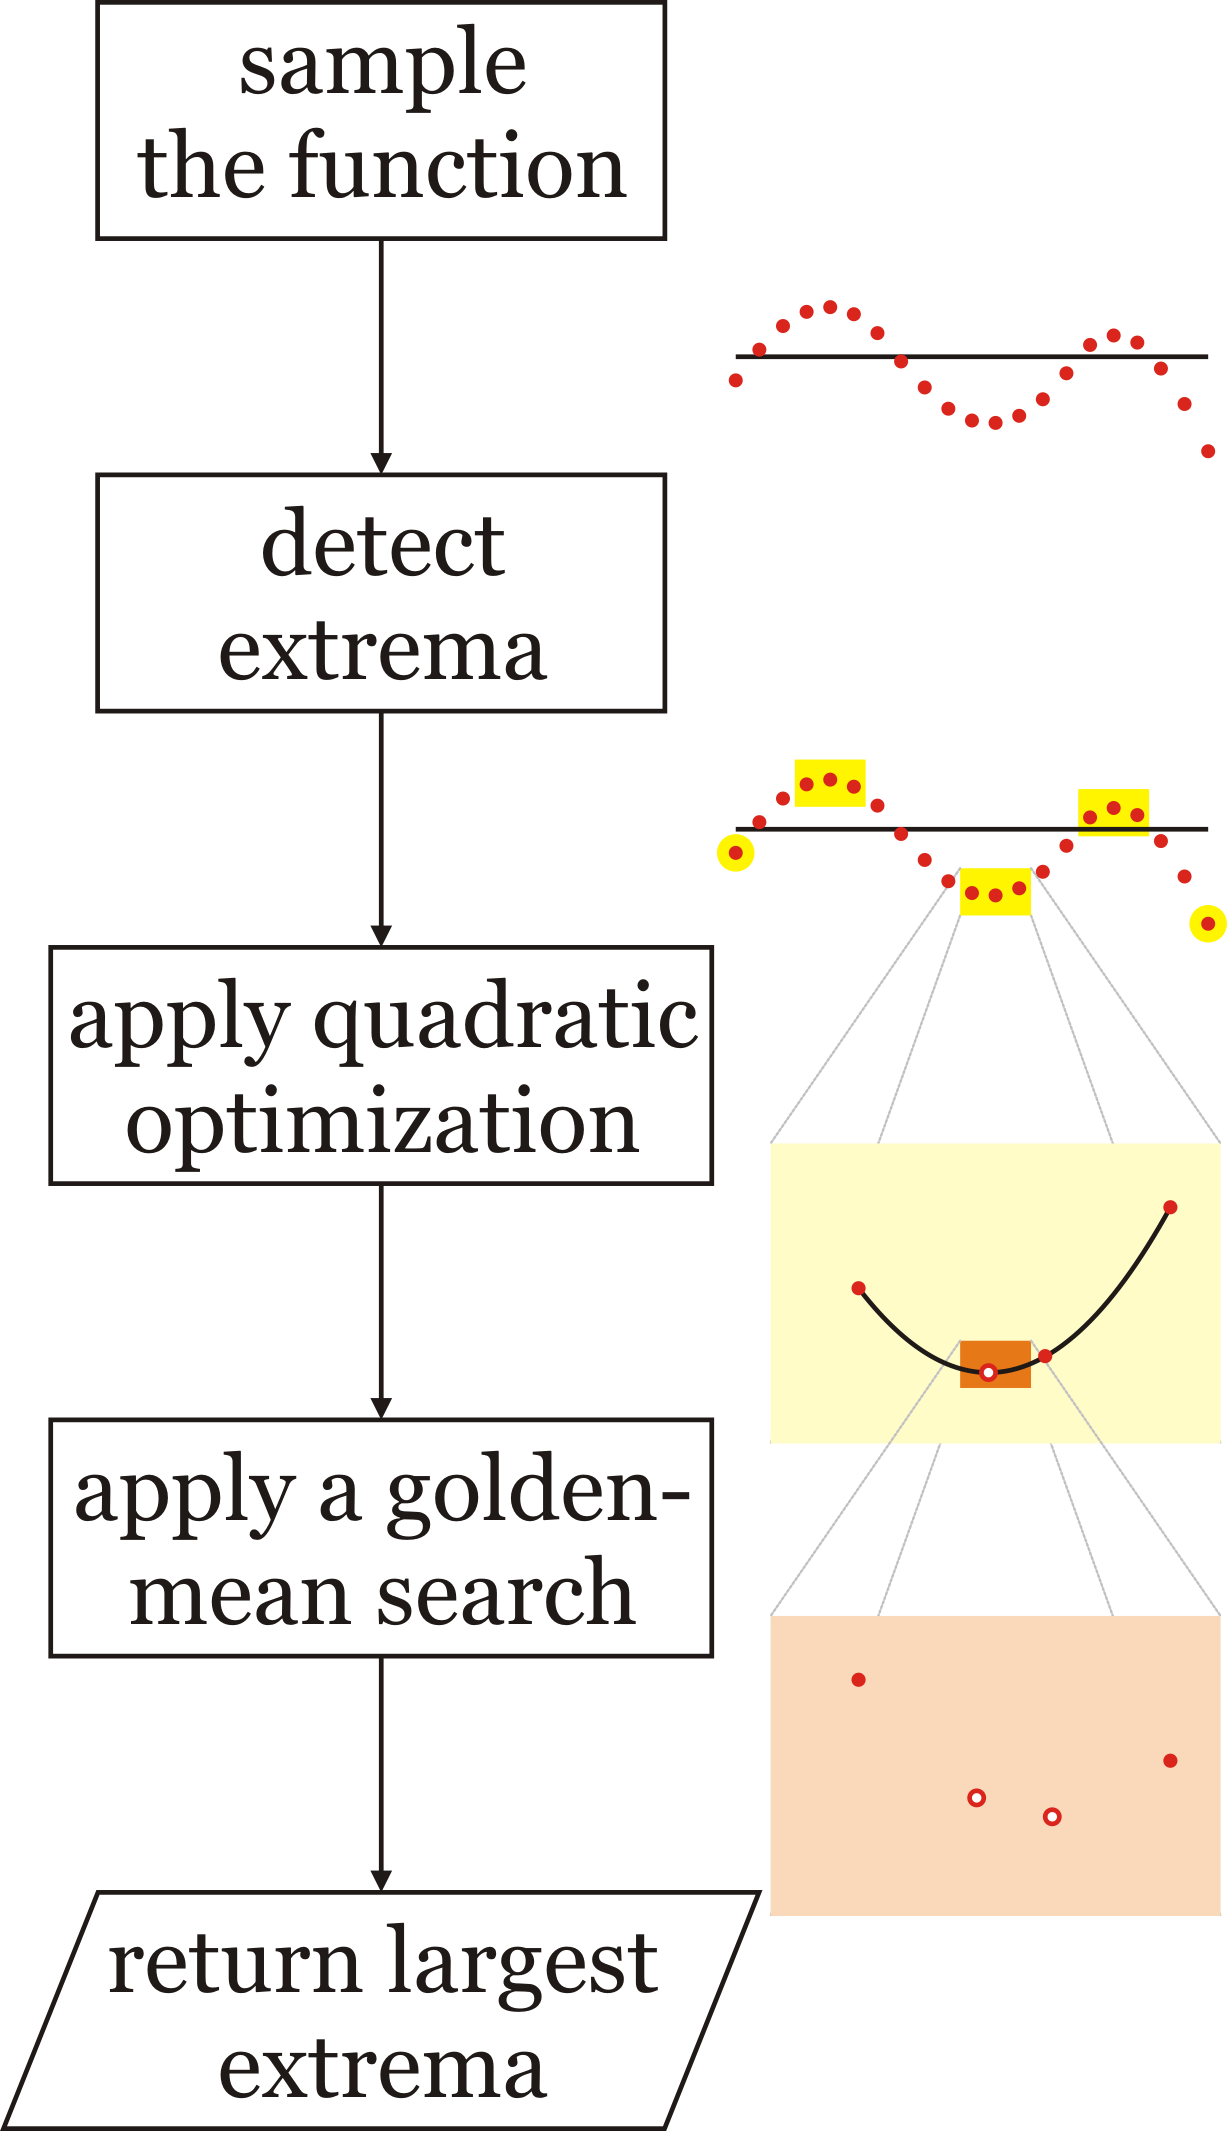 sample
the function
detect
extrema
apply quadratic
optimization
apply a golden-
mean search
return largest
extrema